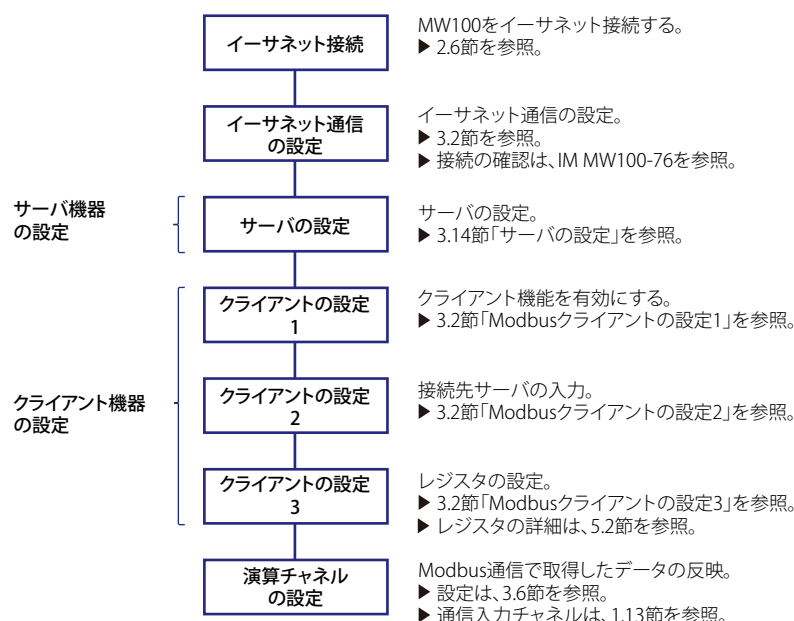 イーサネット接続
MW100をイーサネット接続する。
▶ 2.6節を参照。
イーサネット通信
の設定
イーサネット通信の設定。
▶ 3.2節を参照。
▶ 接続の確認は、IM MW100-76を参照。
サーバ機器
の設定
サーバの設定
サーバの設定。
▶ 3.14節「サーバの設定」を参照。
クライアント機器
の設定
クライアントの設定
1
クライアント機能を有効にする。
▶ 3.2節「Modbusクライアントの設定1」を参照。
クライアントの設定
2
接続先サーバの入力。
▶ 3.2節「Modbusクライアントの設定2」を参照。
クライアントの設定
3
レジスタの設定。
▶ 3.2節「Modbusクライアントの設定3」を参照。
▶ レジスタの詳細は、5.2節を参照。
演算チャネル
の設定
Modbus通信で取得したデータの反映。
▶ 設定は、3.6節を参照。
▶ 通信入力チャネルは、1.13節を参照。